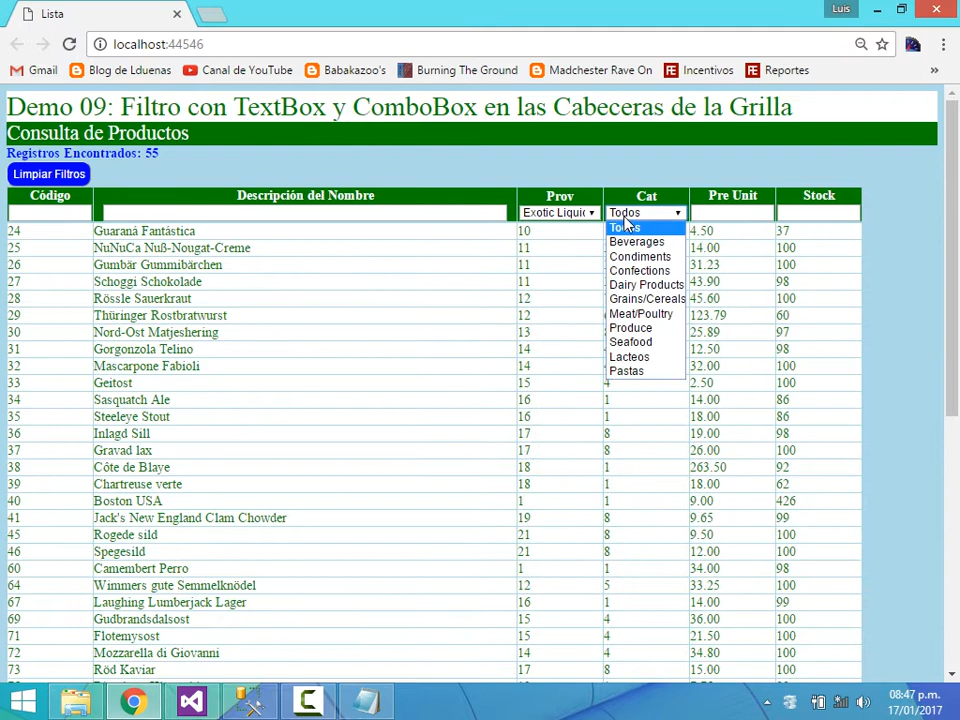 Lista
Luis
localhost:44546
Gmail Blog de Lduenas Canal de YouTube Babakazoo's Burning The Ground Madchester Rave On Incentivos Reportes »
Demo 09: Filtro con TextBox y ComboBox en las Cabeceras de la Grilla
Consulta de Productos
Registros Encontrados: 55
Limpiar Filtros
Código Descripción del Nombre Prov Cat Pre Unit Stock
Todos
24 Guaraná Fantástica 10 4.50 37
25 NuNuCa Nuß-Nougat-Creme 11 Beverages 14.00 100
26 Gumbär Gummibärchen 11 Condiments 31.23 100
27 Schoggi Schokolade 11 Confections 43.90 98
Dairy Products
28 Rössle Sauerkraut 12 Grains/Cereals 45.60 100
29 Thüringer Rostbratwurst 12 Meat/Poultry 123.79 60
30 Nord-Ost Matjeshering 13 Produce 25.89 97
31 Gorgonzola Telino 14 Seafood 12.50 98
32 Mascarpone Fabioli 14 Lacteos 32.00 100
Pastas
33 Geitost 15 4 2.50 100
34 Sasquatch Ale 16 1 14.00 86
35 Steeleye Stout 16 1 18.00 86
36 Inlagd Sill 17 8 19.00 98
37 Gravad lax 17 8 26.00 100
38 Côte de Blaye 18 1 263.50 92
39 Chartreuse verte 18 1 18.00 62
40 Boston USA 1 1 9.00 426
41 Jack's New England Clam Chowder 19 8 9.65 99
45 Rogede sild 21 8 9.50 100
46 Spegesild 21 8 12.00 100
60 Camembert Perro 1 1 34.00 98
64 Wimmers gute Semmelknödel 12 5 33.25 100
67 Laughing Lumberjack Lager 16 1 14.00 99
69 Gudbrandsdalsost 15 4 36.00 100
71 Flotemysost 15 4 21.50 100
72 Mozzarella di Giovanni 14 4 34.80 100
73 Röd Kaviar 17 8 15.00 100
08:47 p.m.
17/01/2017